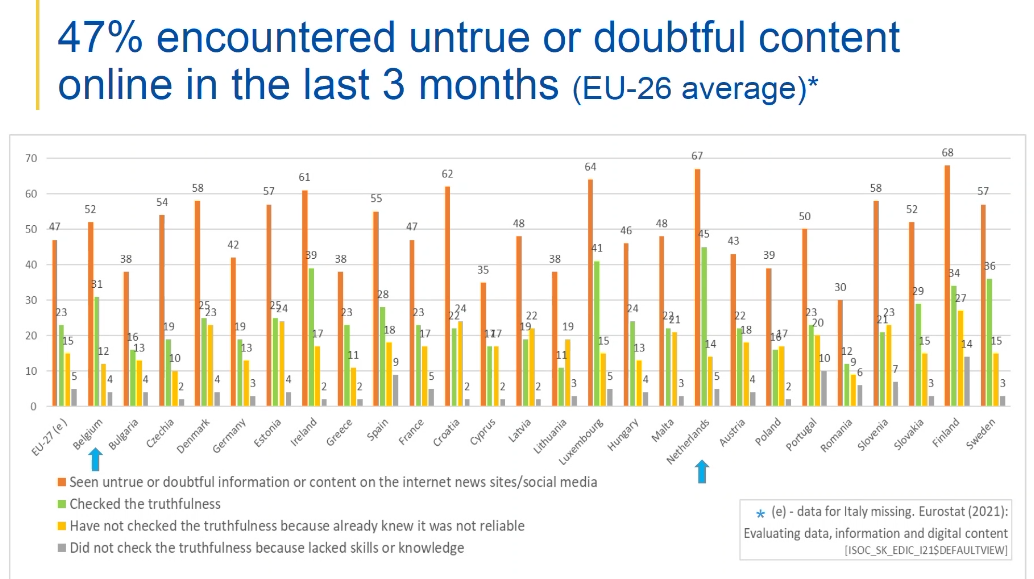 47% encountered untrue or doubtful content
online in the last 3 months (EU-26 average)*
70
60
50
40
30
20
10
0
47 23 15 5
52 31 12 4
38 16 13 4
54 19 10 2
58 25 23 4
42 19 13 3
57 25 24 4
61 39 17 2
38 23 11 2
55 28 18 9
47 23 17 5
62 22 24 2
35 17 17 2
48 19 22 2
38 11 19 3
64 41 15 5
46 24 13 4
48 22 21 3
67 45 14 5
43 22 18 4
39 16 17 2
50 23 20 10
30 12 9 6
58 21 23 7
52 29 15 3
68 34 27 14
57 36 15 3
EU-27 (e )
Belgium
Bulgaria
Czechia
Denmark
Germany
Estonia
Ireland
Greece
Spain
France
Croatia
Cyprus
Latvia
Lithuania
Luxembourg
Hungary
Malta
Netherlands
Austria
Poland
Portugal
Romania
Slovenia
Slovakia
Finland
Sweden
Seen untrue or doubtful information or content on the internet news sites/social media
Checked the truthfulness
Have not checked the truthfulness because already knew it was not reliable
Did not check the truthfulness because lacked skills or knowledge
* (e) - data for Italy missing. Eurostat (2021):
Evaluating data, information and digital content
[ISOC_SK_EDIC_I21$DEFAULTVIEW]